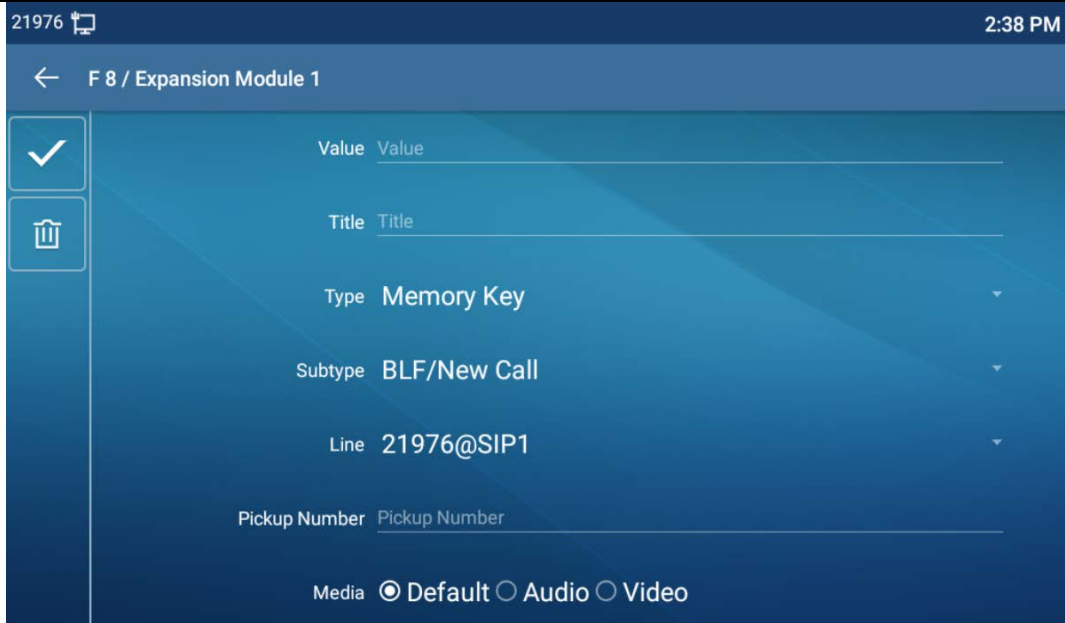 21976 2:38 PM
F 8 / Expansion Module 1
Value Value
Title Title
Type Memory Key
Subtype BLF/New Call
Line 21976@SIP1
Pickup Number Pickup Number
Media Default Audio Video